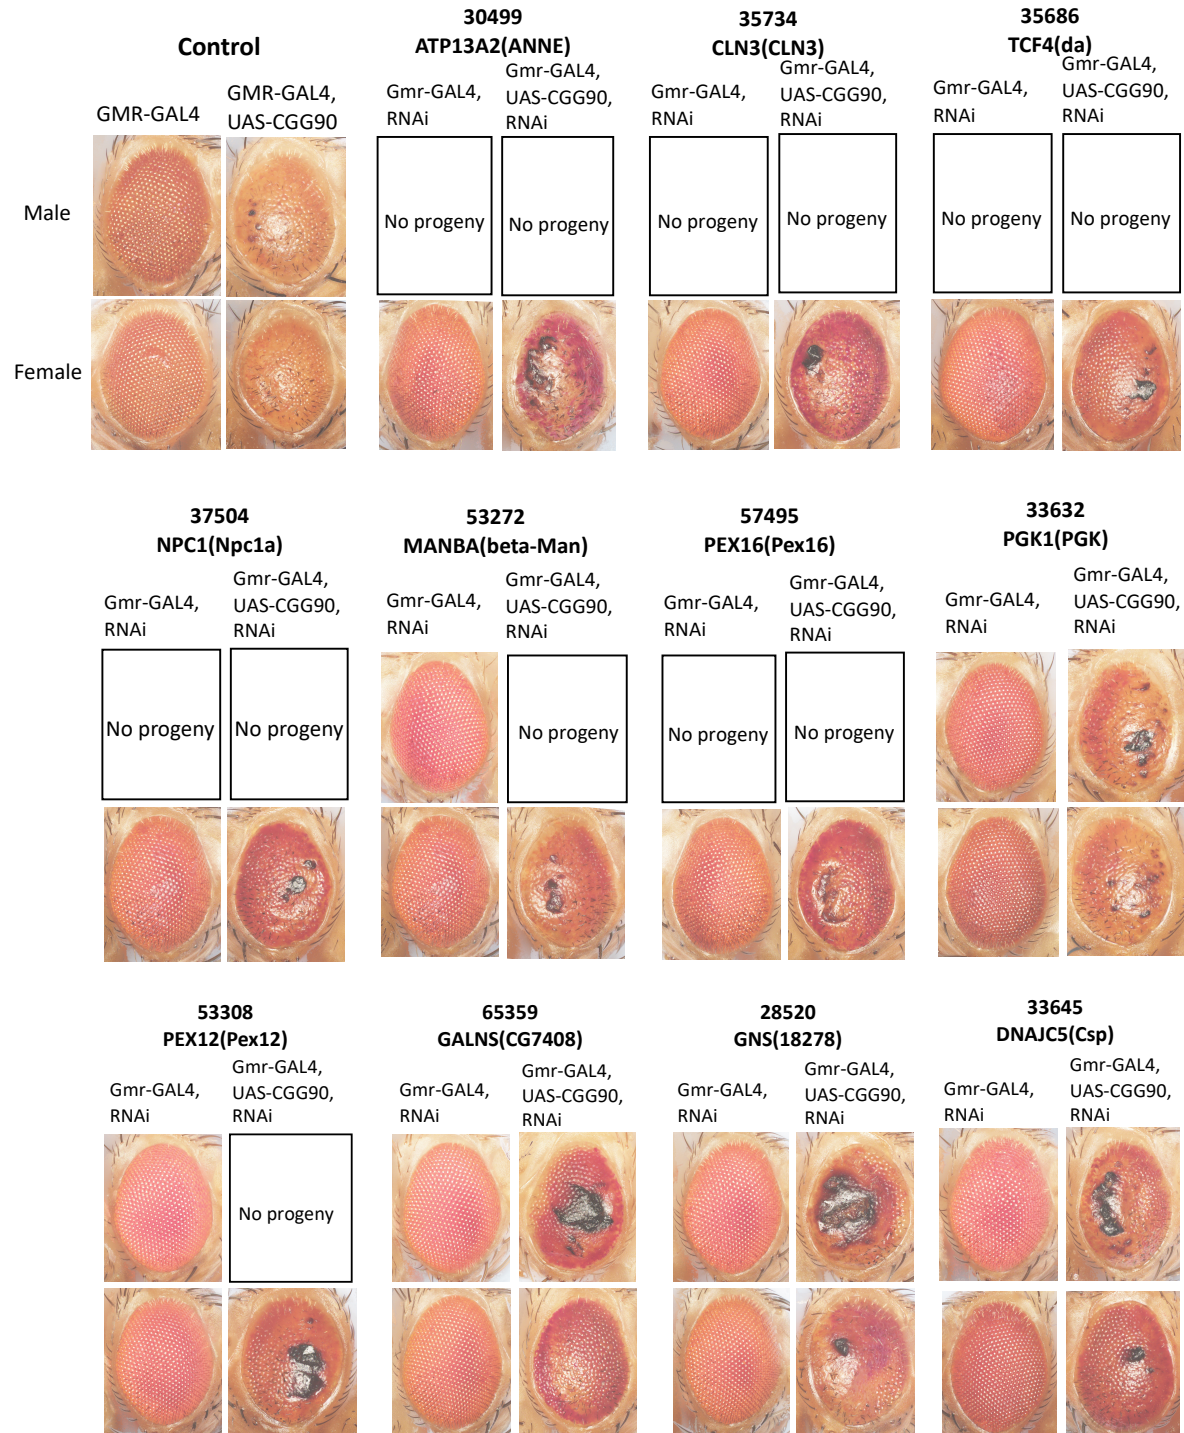 Control
GMR-GAL4
GMR-GAL4,
UAS-CGG90
30499
ATP13A2(ANNE)
Gmr-GAL4,
RNAi
Gmr-GAL4,
UAS-CGG90,
RNAi
35734
CLN3(CLN3)
Gmr-GAL4,
RNAi
Gmr-GAL4,
UAS-CGG90,
RNAi
35686
TCF4(da)
Gmr-GAL4,
RNAi
Gmr-GAL4,
UAS-CGG90,
RNAi
Male
No progeny
No progeny
No progeny
No progeny
No progeny
No progeny
Female
37504
NPC1(Npc1a)
Gmr-GAL4,
RNAi
Gmr-GAL4,
UAS-CGG90,
RNAi
No progeny
No progeny
53272
MANBA(beta-Man)
Gmr-GAL4,
RNAi
Gmr-GAL4,
UAS-CGG90,
RNAi
No progeny
57495
PEX16(Pex16)
Gmr-GAL4,
RNAi
Gmr-GAL4,
UAS-CGG90,
RNAi
No progeny
No progeny
33632
PGK1(PGK)
Gmr-GAL4,
RNAi
Gmr-GAL4,
UAS-CGG90,
RNAi
53308
PEX12(Pex12)
Gmr-GAL4,
RNAi
Gmr-GAL4,
UAS-CGG90,
RNAi
No progeny
65359
GALNS(CG7408)
Gmr-GAL4,
RNAi
Gmr-GAL4,
UAS-CGG90,
RNAi
28520
GNS(18278)
Gmr-GAL4,
RNAi
Gmr-GAL4,
UAS-CGG90,
RNAi
33645
DNAJC5(Csp)
Gmr-GAL4,
RNAi
Gmr-GAL4,
UAS-CGG90,
RNAi